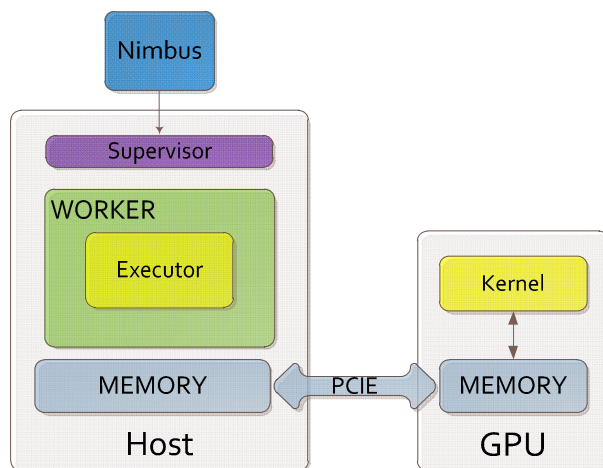 Nimbus
Supervisor
WORKER
Executor
Kernel
MEMORY
PCIE
MEMORY
Host
GPU